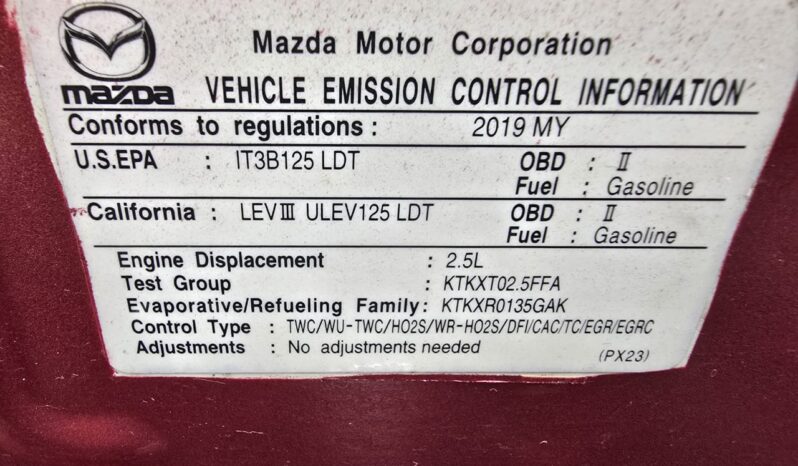 Mazda Motor Corporation
mazda VEHICLE EMISSION CONTROL INFORMATION
Conforms to regulations : 2019 MY
U.S.EPA : IT3B125 LDT OBD : II
Fuel : Gasoline
California : LEVIII ULEV125 LDT OBD : II
Fuel : Gasoline
Engine Displacement : 2.5L
Test Group : KTKXT02.5FFA
Evaporative/Refueling Family: KTKXR0135GAK
Control Type : TWC/WU-TWC/HO2S/WR-HO2S/DFI/CAC/TC/EGR/EGRC
Adjustments : No adjustments needed (PX23)